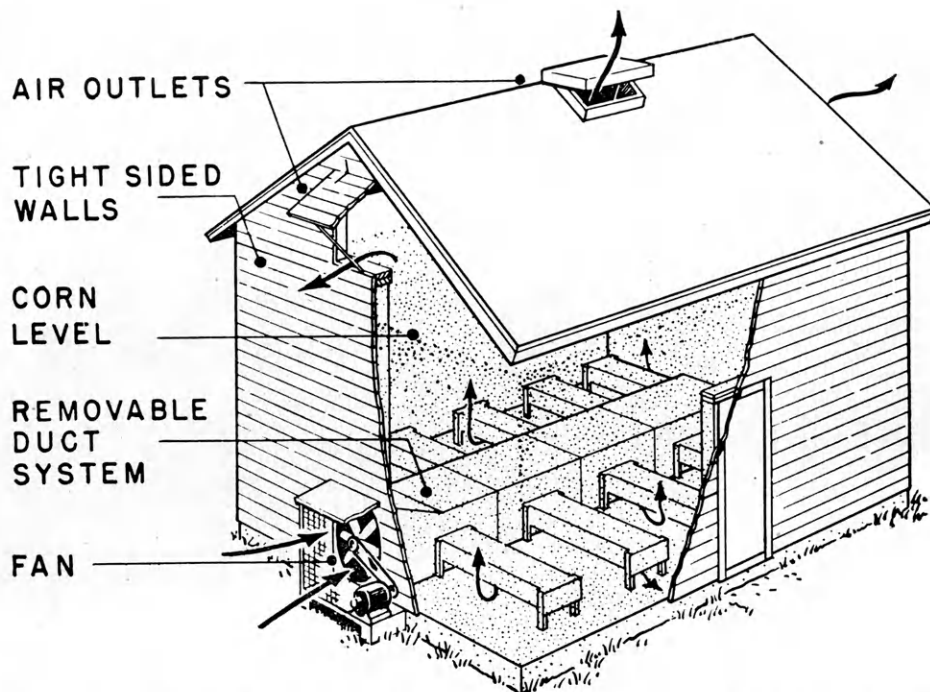 AIR OUTLETS
TIGHT SIDED
WALLS
CORN
LEVEL
REMOVABLE
DUCT
SYSTEM
FAN